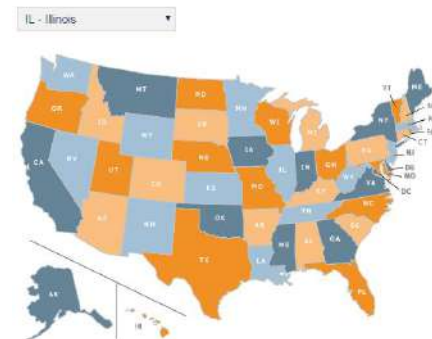 IL - Illinois
WA
MT
ND
MN
VT
ME
OR
ID
SD
WI
MI
NY
WY
IA
NE
PA
CT
NJ
CA
NV
UT
CO
KS
MO
IL
IN
OH
WV
VA
DE
MD
DC
KY
AZ
NM
OK
AR
TN
NC
SC
TX
LA
MS
AL
GA
FL
AK
HI